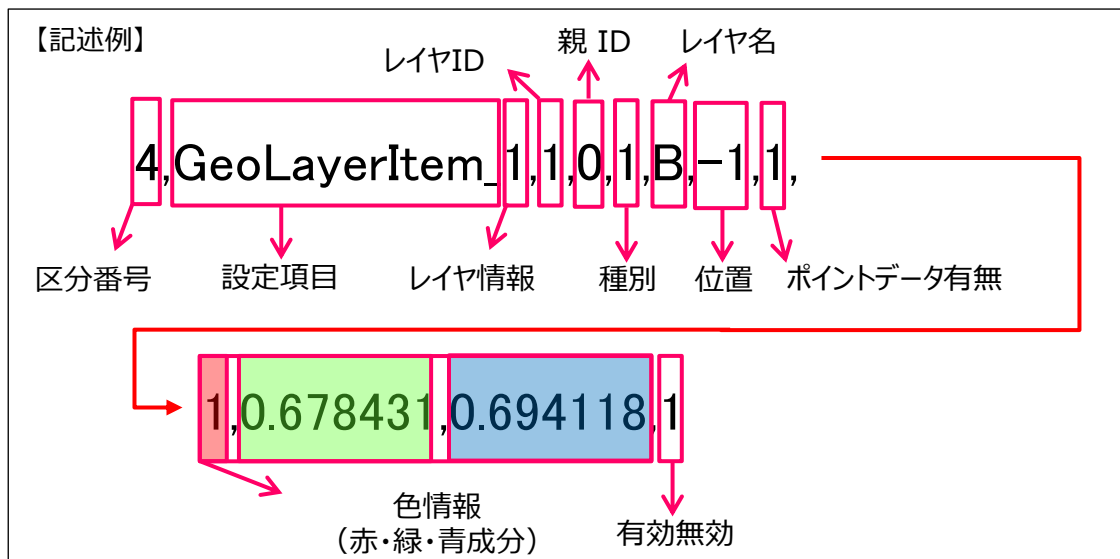 【記述例】
レイヤID
親 ID
レイヤ名
4,GeoLayerItem_1,1,0,1,B,-1,1,
区分番号
設定項目
レイヤ情報
種別
位置
ポイントデータ有無
1,0.678431,0.694118,1
色情報
（赤・緑・青成分）
有効無効